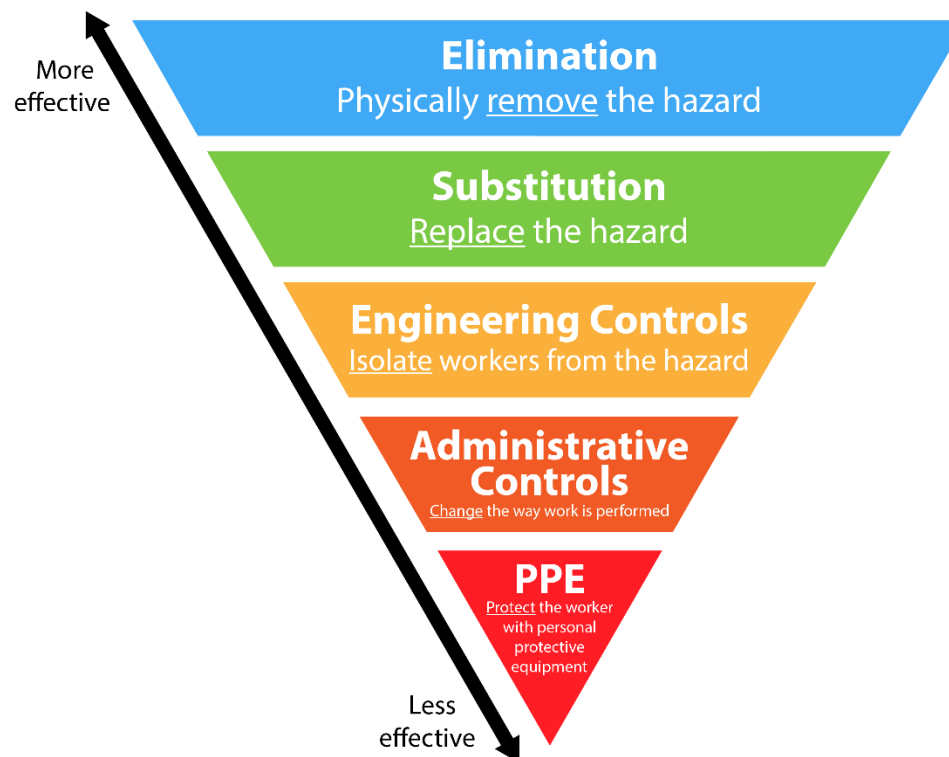 More
effective
Elimination
Physically remove the hazard
Substitution
Replace the hazard
Engineering Controls
Isolate workers from the hazard
Administrative
Controls
Change the way work is performed
PPE
Protect the worker
with personal
protective
equipment
Less
effective